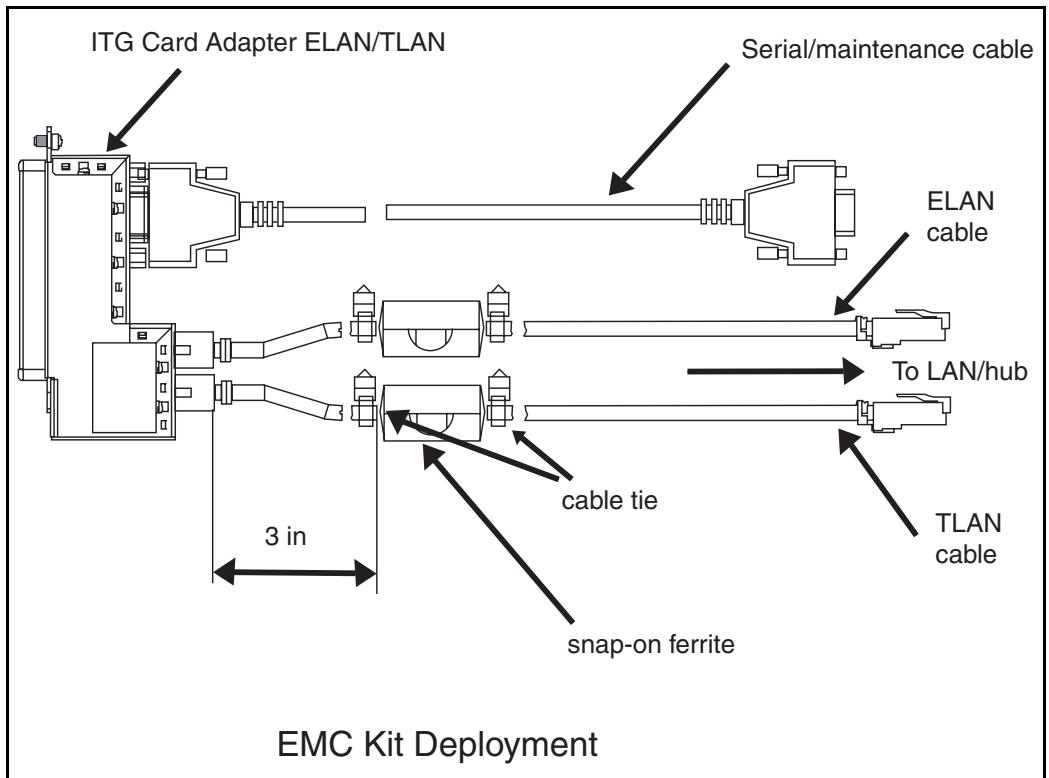 ITG Card Adapter ELAN/TLAN
Serial/maintenance cable
ELAN
cable
To LAN/hub
cable tie
TLAN
cable
3 in
snap-on ferrite
EMC Kit Deployment